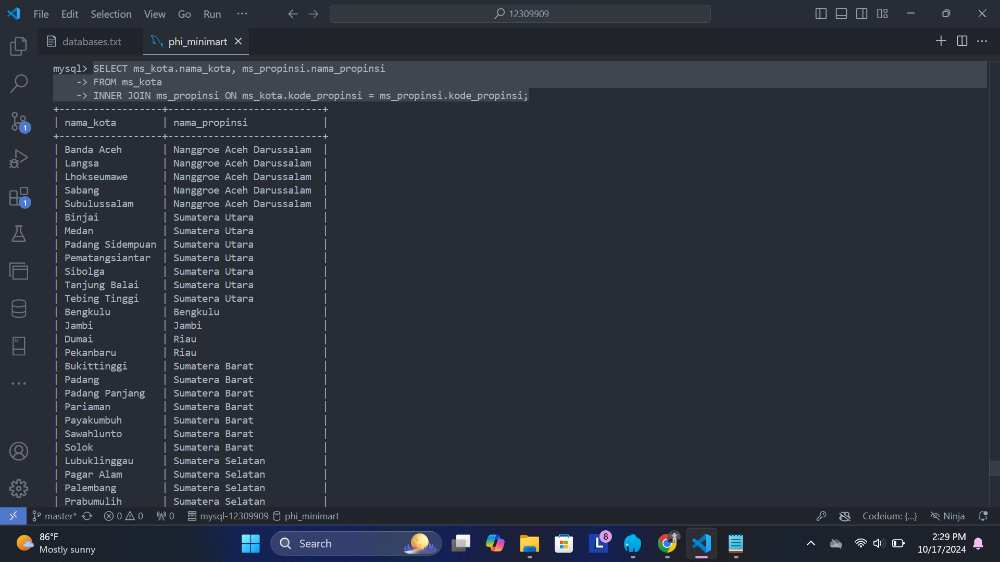 File Edit Selection View Go Run ···
12309909
databases.txt
phi_minimart
mysql> SELECT ms_kota.nama_kota, ms_propinsi.nama_propinsi
-> FROM ms_kota
-> INNER JOIN ms_propinsi ON ms_kota.kode_propinsi = ms_propinsi.kode_propinsi;
+------------------+---------------------------+
| nama_kota | nama_propinsi |
+------------------+---------------------------+
| Banda Aceh | Nanggroe Aceh Darussalam |
| Langsa | Nanggroe Aceh Darussalam |
| Lhokseumawe | Nanggroe Aceh Darussalam |
| Sabang | Nanggroe Aceh Darussalam |
| Subulussalam | Nanggroe Aceh Darussalam |
| Binjai | Sumatera Utara |
| Medan | Sumatera Utara |
| Padang Sidempuan | Sumatera Utara |
| Pematangsiantar | Sumatera Utara |
| Sibolga | Sumatera Utara |
| Tanjung Balai | Sumatera Utara |
| Tebing Tinggi | Sumatera Utara |
| Bengkulu | Bengkulu |
| Jambi | Jambi |
| Dumai | Riau |
| Pekanbaru | Riau |
| Bukittinggi | Sumatera Barat |
| Padang | Sumatera Barat |
| Padang Panjang | Sumatera Barat |
| Pariaman | Sumatera Barat |
| Payakumbuh | Sumatera Barat |
| Sawahlunto | Sumatera Barat |
| Solok | Sumatera Barat |
| Lubuklinggau | Sumatera Selatan |
| Pagar Alam | Sumatera Selatan |
| Palembang | Sumatera Selatan |
| Prabumulih | Sumatera Selatan |
1
1
master* 0 0 0 mysql-12309909 phi_minimart Codeium: {...} Ninja
86°F
Mostly sunny
Search
L 8
2:29 PM
10/17/2024